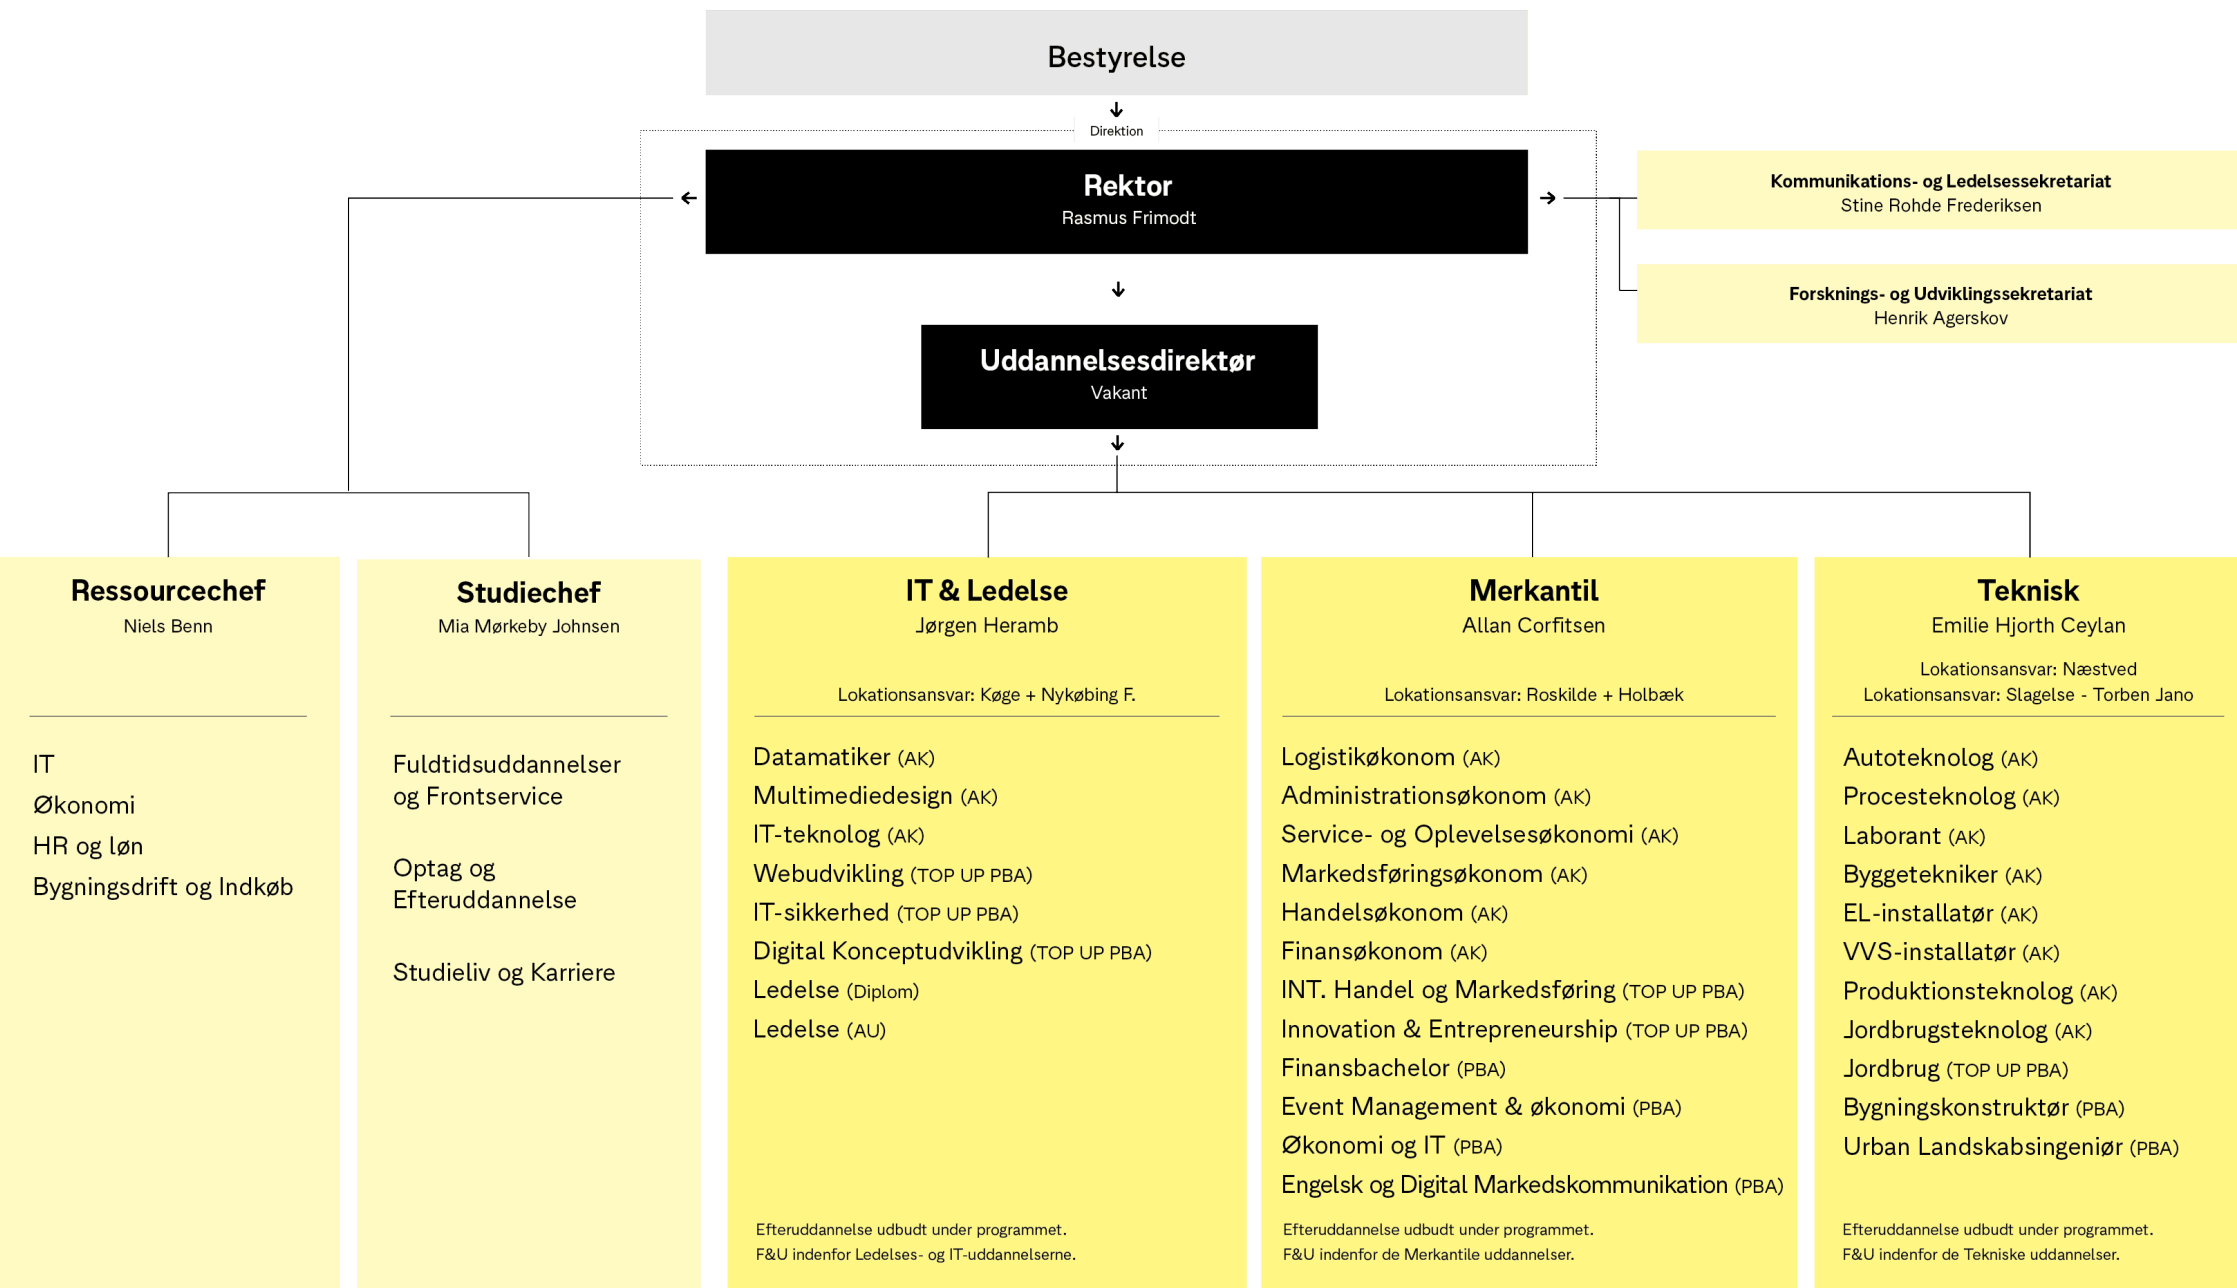 Bestyrelse
Direktion
Rektor
Rasmus Frimodt
Kommunikations- og Ledelsessekretariat
Stine Rohde Frederiksen
Forsknings- og Udviklingssekretariat
Henrik Agerskov
Uddannelsesdirektør
Vakant
Ressourcechef
Niels Benn
IT
Økonomi
HR og løn
Bygningsdrift og Indkøb
Studiechef
Mia Mørkeby Johnsen
Fuldtidsuddannelser
og Frontservice
Optag og
Efteruddannelse
Studieliv og Karriere
IT & Ledelse
Jørgen Heramb
Lokationsansvar: Køge + Nykøbing F.
Datamatiker (AK)
Multimediedesign (AK)
IT-teknolog (AK)
Webudvikling (TOP UP PBA)
IT-sikkerhed (TOP UP PBA)
Digital Konceptudvikling (TOP UP PBA)
Ledelse (Diplom)
Ledelse (AU)
Efteruddannelse udbudt under programmet.
F&U indenfor Ledelses- og IT-uddannelserne.
Merkantil
Allan Corfitsen
Lokationsansvar: Roskilde + Holbæk
Logistikøkonom (AK)
Administrationsøkonom (AK)
Service- og Oplevelsesøkonomi (AK)
Markedsføringsøkonom (AK)
Handelsøkonom (AK)
Finansøkonom (AK)
INT. Handel og Markedsføring (TOP UP PBA)
Innovation & Entrepreneurship (TOP UP PBA)
Finansbachelor (PBA)
Event Management & økonomi (PBA)
Økonomi og IT (PBA)
Engelsk og Digital Markedskommunikation (PBA)
Efteruddannelse udbudt under programmet.
F&U indenfor de Merkantile uddannelser.
Teknisk
Emilie Hjorth Ceylan
Lokationsansvar: Næstved
Lokationsansvar: Slagelse - Torben Jano
Autoteknolog (AK)
Procesteknolog (AK)
Laborant (AK)
Byggetekniker (AK)
EL-installatør (AK)
VVS-installatør (AK)
Produktionsteknolog (AK)
Jordbrugsteknolog (AK)
Jordbrug (TOP UP PBA)
Bygningskonstruktør (PBA)
Urban Landskabsingeniør (PBA)
Efteruddannelse udbudt under programmet.
F&U indenfor de Tekniske uddannelser.